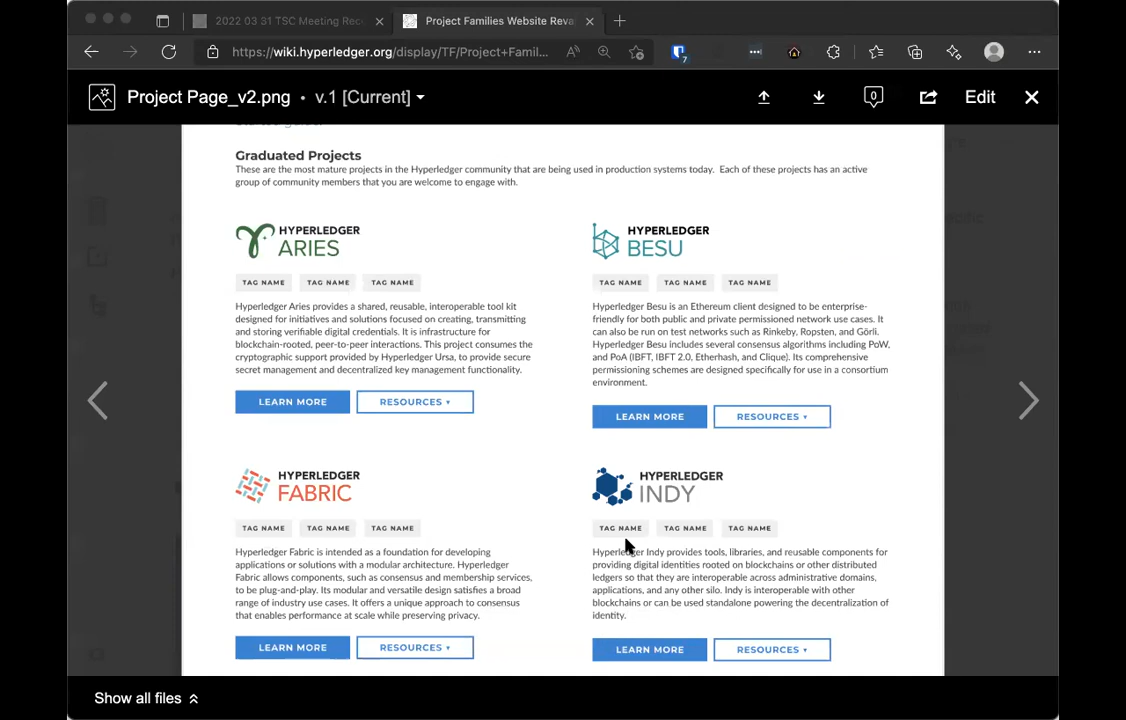 2022 03 31 TSC Meeting Rec
Project Families Website Reva
https://wiki.hyperledger.org/display/TF/Project+Famil...
7
Project Page_v2.png • v.1 [Current]
0
Edit
Graduated Projects
These are the most mature projects in the Hyperledger community that are being used in production systems today. Each of these projects has an active
group of community members that you are welcome to engage with.
HYPERLEDGER
ARIES
TAG NAME TAG NAME TAG NAME
Hyperledger Aries provides a shared, reusable, interoperable tool kit
designed for initiatives and solutions focused on creating, transmitting
and storing verifiable digital credentials. It is infrastructure for
blockchain-rooted, peer-to-peer interactions. This project consumes the
cryptographic support provided by Hyperledger Ursa, to provide secure
secret management and decentralized key management functionality.
LEARN MORE RESOURCES
HYPERLEDGER
BESU
TAG NAME TAG NAME TAG NAME
Hyperledger Besu is an Ethereum client designed to be enterprise-
friendly for both public and private permissioned network use cases. It
can also be run on test networks such as Rinkeby, Ropsten, and Görli.
Hyperledger Besu includes several consensus algorithms including PoW,
and PoA (IBFT, IBFT 2.0, Etherhash, and Clique). Its comprehensive
permissioning schemes are designed specifically for use in a consortium
environment.
LEARN MORE RESOURCES
HYPERLEDGER
FABRIC
TAG NAME TAG NAME TAG NAME
Hyperledger Fabric is intended as a foundation for developing
applications or solutions with a modular architecture. Hyperledger
Fabric allows components, such as consensus and membership services,
to be plug-and-play. Its modular and versatile design satisfies a broad
range of industry use cases. It offers a unique approach to consensus
that enables performance at scale while preserving privacy.
LEARN MORE RESOURCES
HYPERLEDGER
INDY
TAG NAME TAG NAME TAG NAME
Hyperledger Indy provides tools, libraries, and reusable components for
providing digital identities rooted on blockchains or other distributed
ledgers so that they are interoperable across administrative domains,
applications, and any other silo. Indy is interoperable with other
blockchains or can be used standalone powering the decentralization of
identity.
LEARN MORE RESOURCES
Show all files